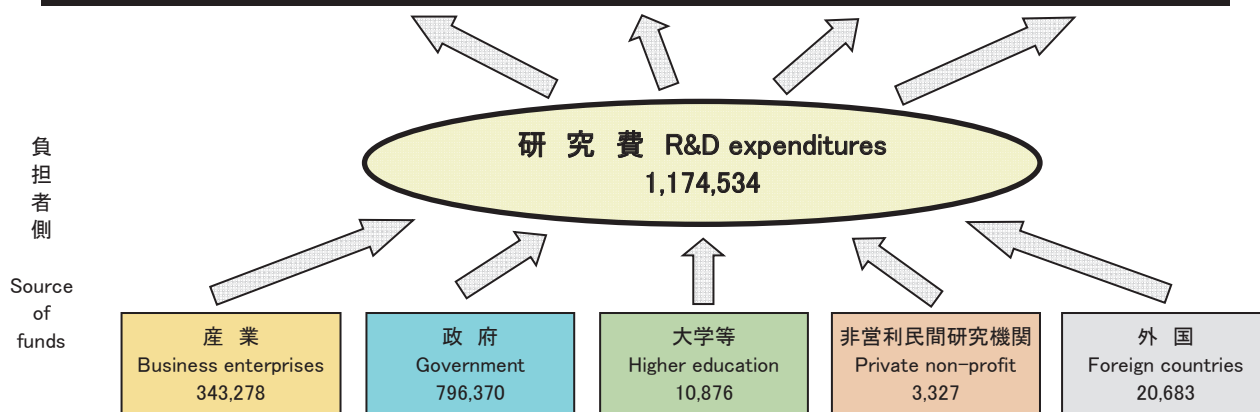 研 究 費 R&D expenditures
1,174,534
負担者側
Source
of
funds
産 業
Business enterprises
343,278
政 府
Government
796,370
大学等
Higher education
10,876
非営利民間研究機関
Private non-profit
3,327
外 国
Foreign countries
20,683